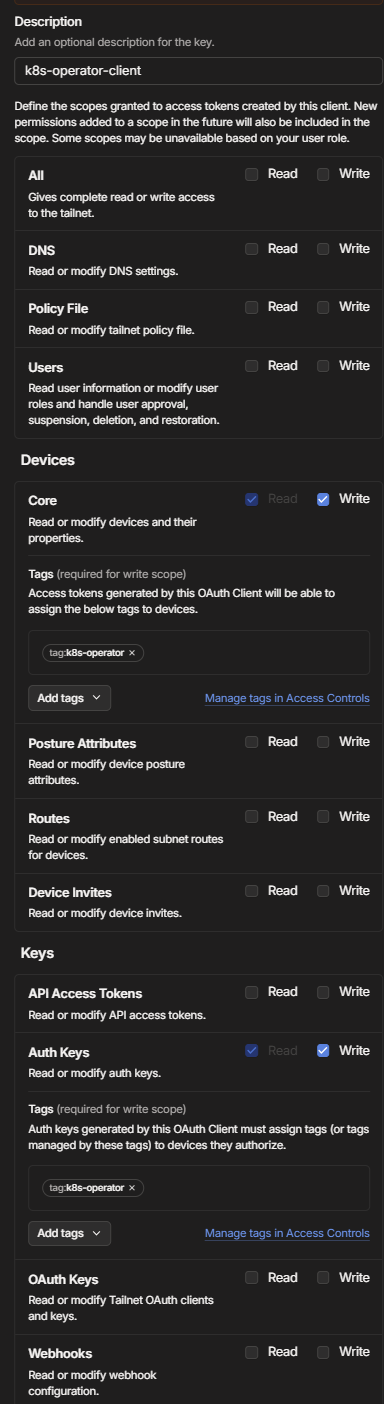 Description
Add an optional description for the key.
k8s-operator-client
Define the scopes granted to access tokens created by this client. New
permissions added to a scope in the future will also be included in the
scope. Some scopes may be unavailable based on your user role.
All Read Write
Gives complete read or write access
to the tailnet.
DNS Read Write
Read or modify DNS settings.
Policy File Read Write
Read or modify tailnet policy file.
Users Read Write
Read user information or modify user
roles and handle user approval,
suspension, deletion, and restoration.
Devices
Core Read Write
Read or modify devices and their
properties.
Tags (required for write scope)
Access tokens generated by this OAuth Client will be able to
assign the below tags to devices.
tag:k8s-operator ×
Add tags Manage tags in Access Controls
Posture Attributes Read Write
Read or modify device posture
attributes.
Routes Read Write
Read or modify enabled subnet routes
for devices.
Device Invites Read Write
Read or modify device invites.
Keys
API Access Tokens Read Write
Read or modify API access tokens.
Auth Keys Read Write
Read or modify auth keys.
Tags (required for write scope)
Auth keys generated by this OAuth Client must assign tags (or tags
managed by these tags) to devices they authorize.
tag:k8s-operator ×
Add tags Manage tags in Access Controls
OAuth Keys Read Write
Read or modify Tailnet OAuth clients
and keys.
Webhooks Read Write
Read or modify webhook
configuration.